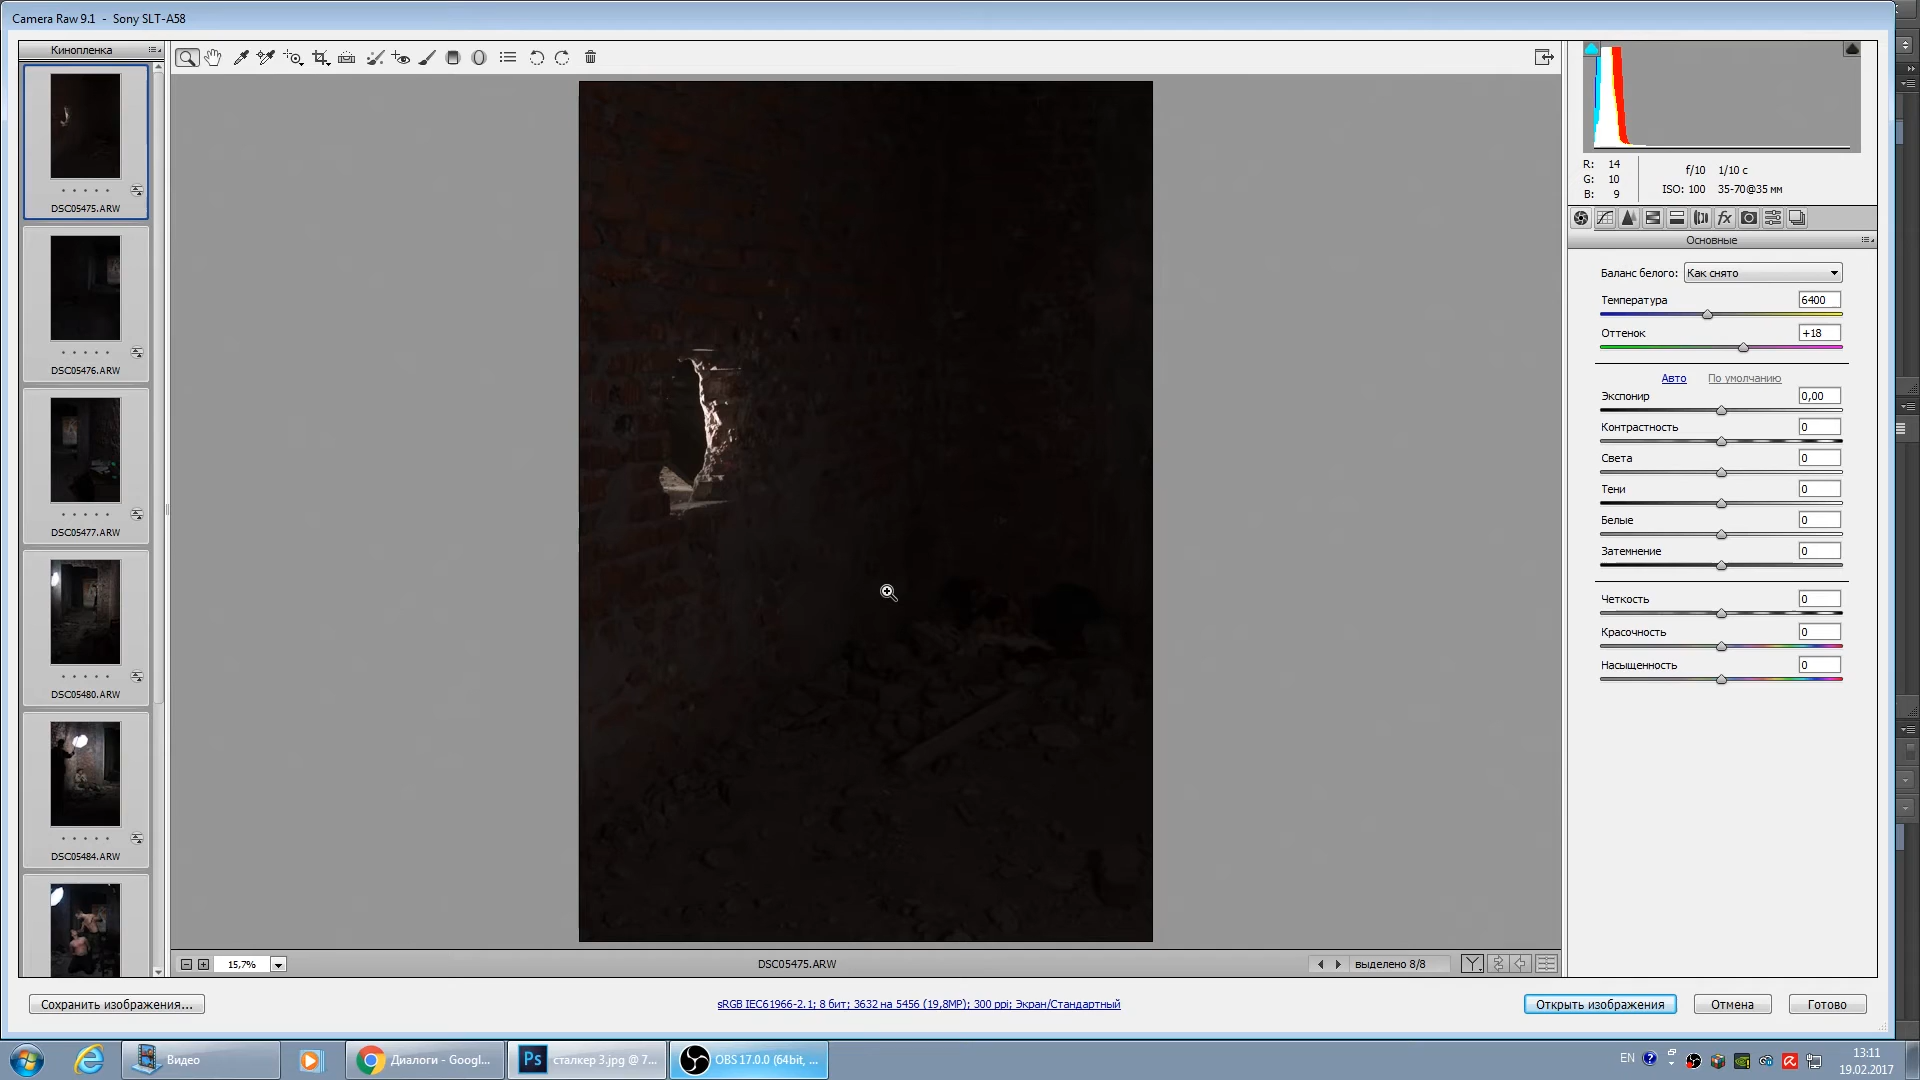 Camera Raw 9.1 - Sony SLT-A58
Кинопленка
DSC05475.ARW
DSC05476.ARW
DSC05477.ARW
DSC05480.ARW
DSC05484.ARW
R: 14
G: 10
B: 9
f/10 1/10 с
ISO: 100 35-70@35 мм
Основные
Баланс белого: Как снято
Температура 6400
Оттенок +18
Авто По умолчанию
Экспонир 0,00
Контрастность 0
Света 0
Тени 0
Белые 0
Затемнение 0
Четкость 0
Красочность 0
Насыщенность 0
15,7%
DSC05475.ARW
выделено 8/8
Сохранить изображения...
sRGB IEC61966-2.1; 8 бит; 3632 на 5456 (19,8MP); 300 ppi; Экран/Стандартный
Открыть изображения
Отмена
Готово
Видео
Диалоги - Googl...
Ps сталкер 3.jpg @ 7...
OBS 17.0.0 (64bit, ...
EN
13:11
19.02.2017